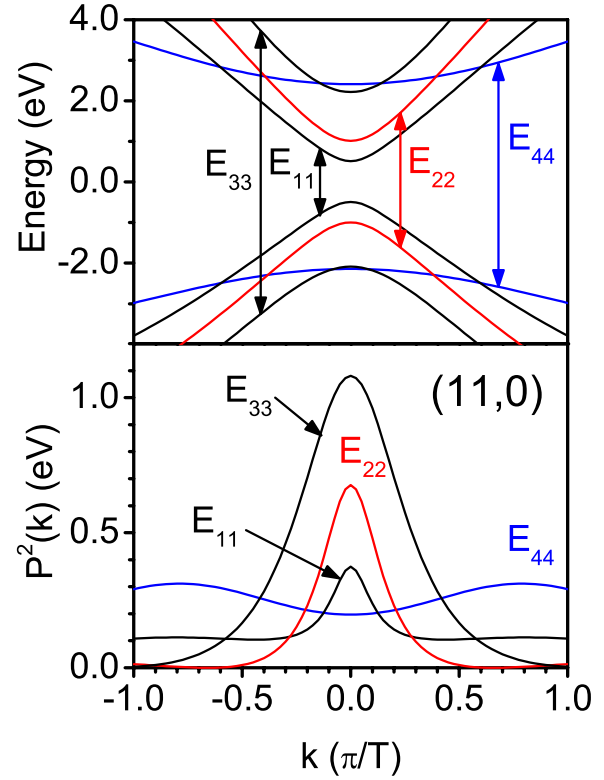 4.0
2.0
0.0
-2.0
Energy (eV)
E33
E11
E22
E44
1.0
0.5
0.0
P²(k) (eV)
E33
(11,0)
E22
E11
E44
-1.0 -0.5 0.0 0.5 1.0
k (π/T)